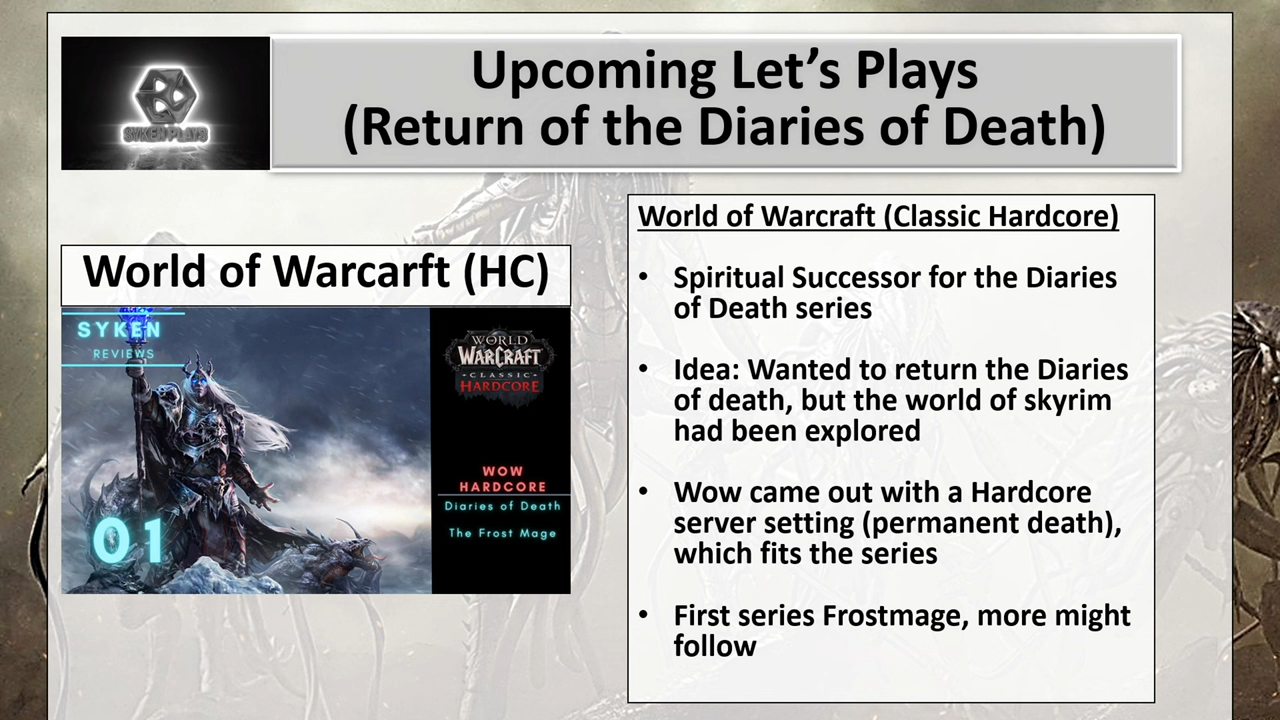 Upcoming Let's Plays
(Return of the Diaries of Death)
SYKEN PLAYS
World of Warcarft (HC)
SYKEN
REVIEWS
01
WORLD
OF
WARCRAFT
CLASSIC
HARDCORE
WOW
HARDCORE
Diaries of Death
The Frost Mage
World of Warcraft (Classic Hardcore)
• Spiritual Successor for the Diaries
of Death series
• Idea: Wanted to return the Diaries
of death, but the world of skyrim
had been explored
• Wow came out with a Hardcore
server setting (permanent death),
which fits the series
• First series Frostmage, more might
follow